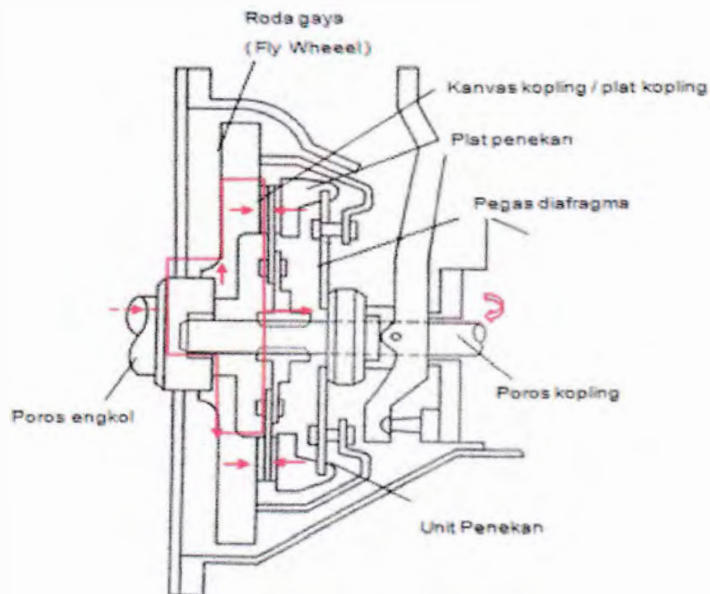 Roda gaya
(Fly Wheeel)
Kanvas kopling / plat kopling
Plat penekan
Pegas diafragma
Poros kopling
Poros engkol
Unit Penekan